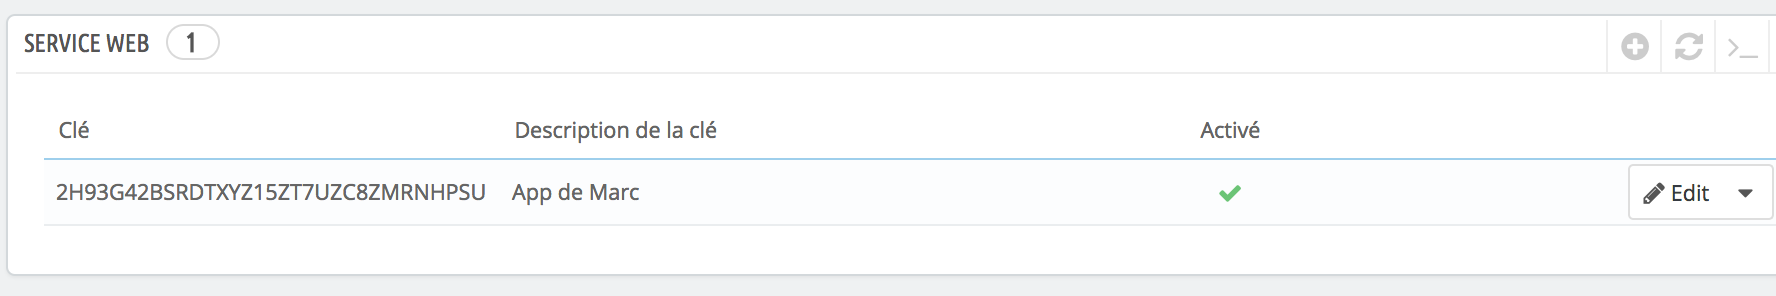 SERVICE WEB 1
Clé Description de la clé Activé
2H93G42BSRDTXYZ15ZT7UZC8ZMRNHPSU App de Marc Edit